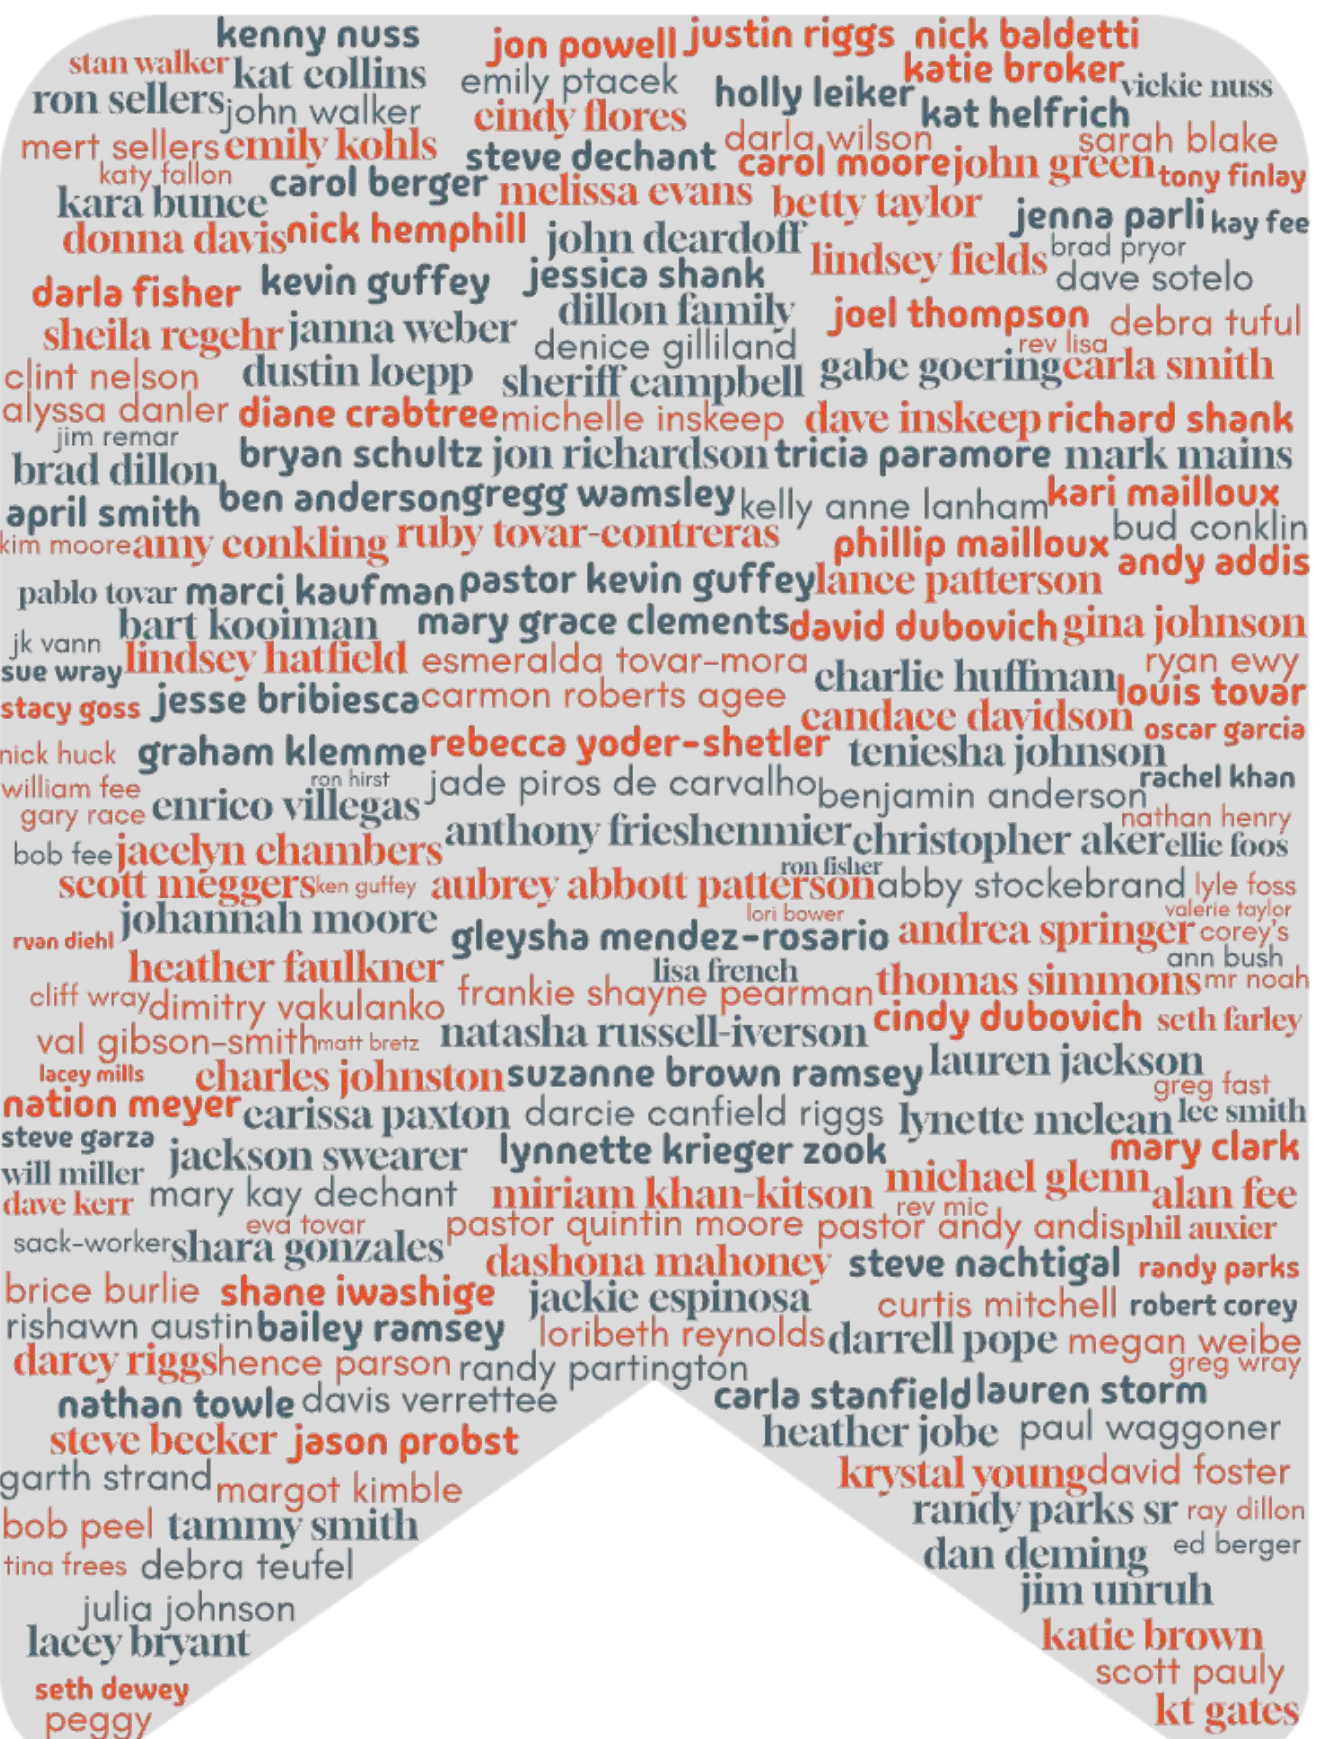 kenny nuss jon powell justin riggs nick baldetti
stan walker kat collins emily ptacek holly leiker katie broker vickie nuss
ron sellers john walker cindy flores kat helfrich
mert sellers emily kohls steve dechant darla wilson carol moore john green sarah blake
katy fallon carol berger melissa evans betty taylor tony finlay
kara bunce jenna parli kay fee
donna davis nick hemphill john deardoff lindsey fields brad pryor
darla fisher kevin guffey jessica shank dave sotelo
sheila regehr janna weber dillon family joel thompson debra tuful
denice gilliland rev lisa
clint nelson dustin loepp sheriff campbell gabe goering carla smith
alyssa danler diane crabtree michelle inskeep dave inskeep richard shank
jim remar
brad dillon bryan schultz jon richardson tricia paramore mark mains
april smith ben anderson gregg wamsley kelly anne lanham kari mailloux
kim moore amy conkling ruby tovar-contreras phillip mailloux bud conklin
andy addis
pablo tovar marci kaufman pastor kevin guffey lance patterson
bart kooiman mary grace clements david dubovich gina johnson
jk vann
sue wray lindsey hatfield esmeralda tovar-mora charlie huffman ryan ewy
stacy goss jesse bribiesca carmon roberts agee candace davidson louis tovar
oscar garcia
nick huck graham klemme rebecca yoder-shetler teniesha johnson
william fee ron hirst jade piros de carvalho benjamin anderson rachel khan
gary race enrico villegas nathan henry
bob fee jacelyn chambers anthony frieshenmier christopher aker ellie foos
scott meggers ken guffey aubrey abbott patterson ron fisher abby stockebrand lyle foss
johannah moore lori bower valerie taylor
ryan diehl gleysha mendez-rosario andrea springer corey's
heather faulkner lisa french ann bush
cliff wray dimitry vakulanko frankie shayne pearman thomas simmons mr noah
val gibson-smith matt bretz natasha russell-iverson cindy dubovich seth farley
lacey mills charles johnston suzanne brown ramsey lauren jackson
greg fast
nation meyer carissa paxton darcie canfield riggs lynette mclean lee smith
steve garza jackson swearer lynnette krieger zook mary clark
will miller michael glenn
dave kerr mary kay dechant miriam khan-kitson rev mic alan fee
eva tovar pastor quintin moore pastor andy andis phil auxier
sack-worker shara gonzales dashona mahoney steve nachtigal randy parks
brice burlie shane iwashige jackie espinosa curtis mitchell robert corey
rishawn austin bailey ramsey loribeth reynolds darrell pope megan weibe
darcy riggs hence parson randy partington greg wray
nathan towle davis verrettee carla stanfield lauren storm
steve becker jason probst heather jobe paul waggoner
garth strand margot kimble krystal young david foster
bob peel tammy smith randy parks sr ray dillon
tina frees debra teufel dan deming ed berger
julia johnson jim unruh
lacey bryant katie brown
seth dewey scott pauly
peggy kt gates